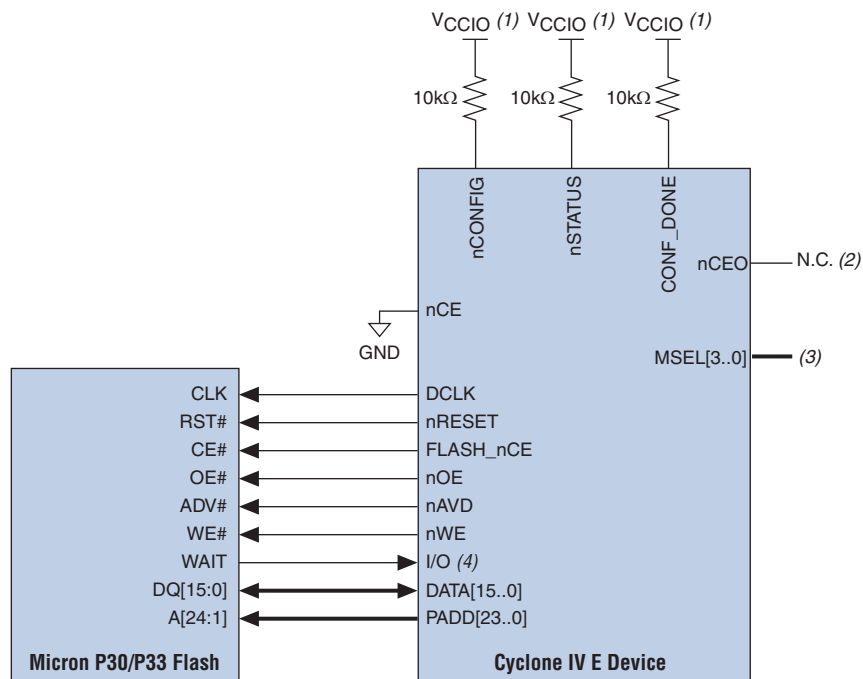 VCCIO (1) VCCIO (1) VCCIO (1)
10kΩ 10kΩ 10kΩ
nCONFIG
nSTATUS
CONF_DONE
nCEO N.C. (2)
nCE
GND
MSEL[3..0] (3)
CLK DCLK
RST# nRESET
CE# FLASH_nCE
OE# nOE
ADV# nAVD
WE# nWE
WAIT I/O (4)
DQ[15:0] DATA[15..0]
A[24:1] PADD[23..0]
Micron P30/P33 Flash Cyclone IV E Device